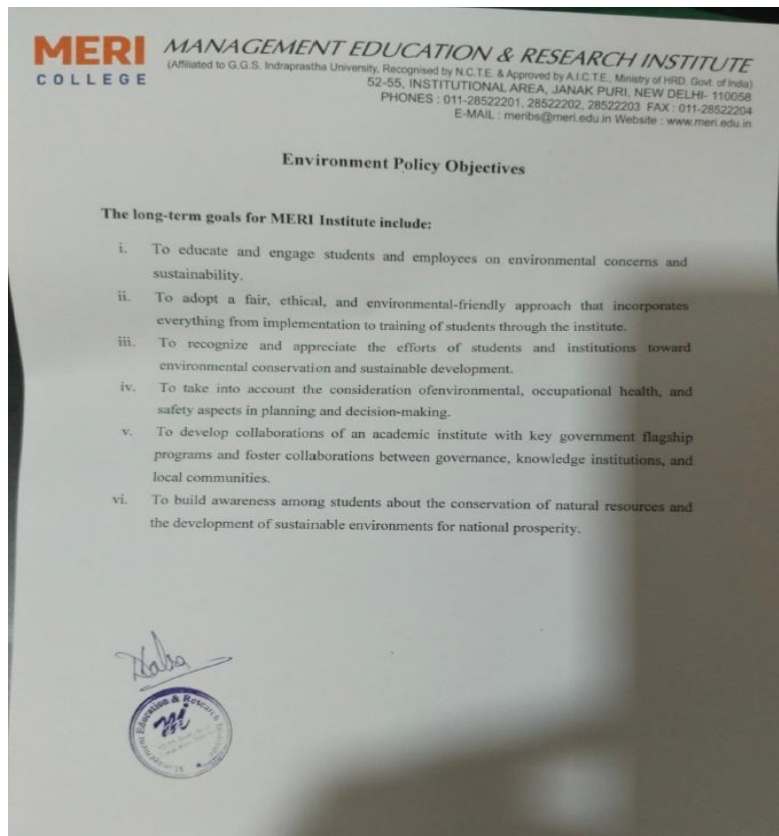 MERI
COLLEGE
MANAGEMENT EDUCATION & RESEARCH INSTITUTE
(Affiliated to G.G.S. Indraprastha University, Recognised by N.C.T.E. & Approved by A.I.C.T.E., Ministry of HRD. Govt. of India)
52-55, INSTITUTIONAL AREA, JANAK PURI, NEW DELHI- 110058
PHONES : 011-28522201, 28522202, 28522203 FAX : 011-28522204
E-MAIL : meribs@meri.edu.in Website : www.meri.edu.in
Environment Policy Objectives
The long-term goals for MERI Institute include:
i. To educate and engage students and employees on environmental concerns and
sustainability.
ii. To adopt a fair, ethical, and environmental-friendly approach that incorporates
everything from implementation to training of students through the institute.
iii. To recognize and appreciate the efforts of students and institutions toward
environmental conservation and sustainable development.
iv. To take into account the consideration ofenvironmental, occupational health, and
safety aspects in planning and decision-making.
v. To develop collaborations of an academic institute with key government flagship
programs and foster collaborations between governance, knowledge institutions, and
local communities.
vi. To build awareness among students about the conservation of natural resources and
the development of sustainable environments for national prosperity.
Management Education & Research